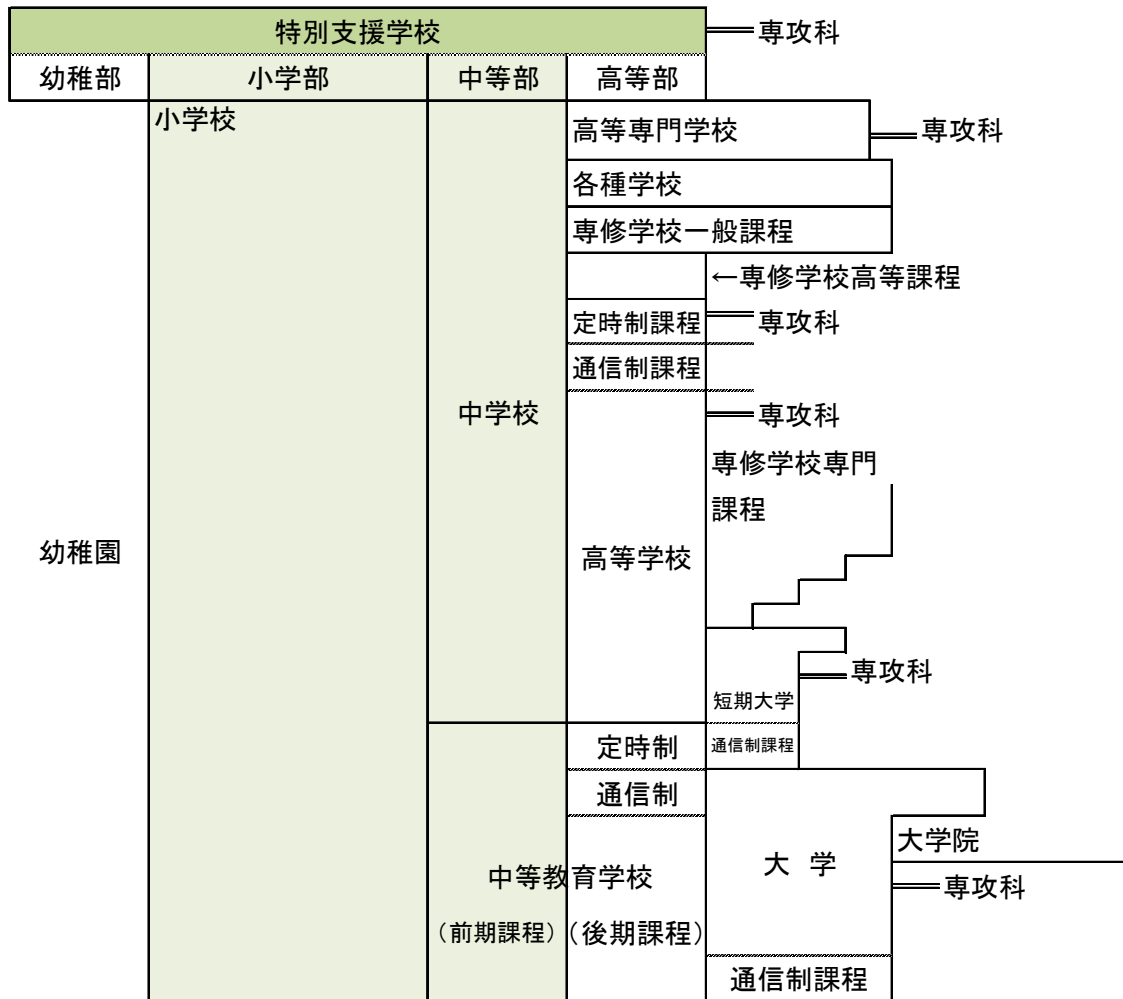 特別支援学校
専攻科
幼稚部
小学部
中等部
高等部
小学校
高等専門学校
専攻科
各種学校
専修学校一般課程
←専修学校高等課程
定時制課程
専攻科
通信制課程
中学校
専攻科
専修学校専門
課程
幼稚園
高等学校
専攻科
短期大学
定時制
通信制課程
通信制
大学院
大 学
中等教育学校
専攻科
（前期課程）
（後期課程）
通信制課程